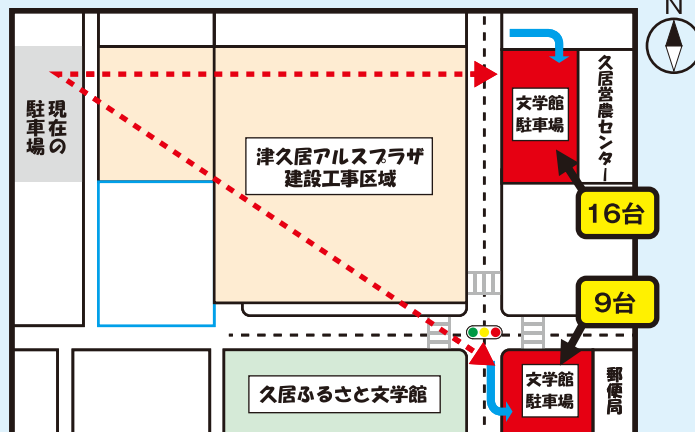 N
現在の
駐車場
津久居アルスプラザ
建設工事区域
文学館
駐車場
久居営農センター
16台
9台
久居ふるさと文学館
文学館
駐車場
郵便局